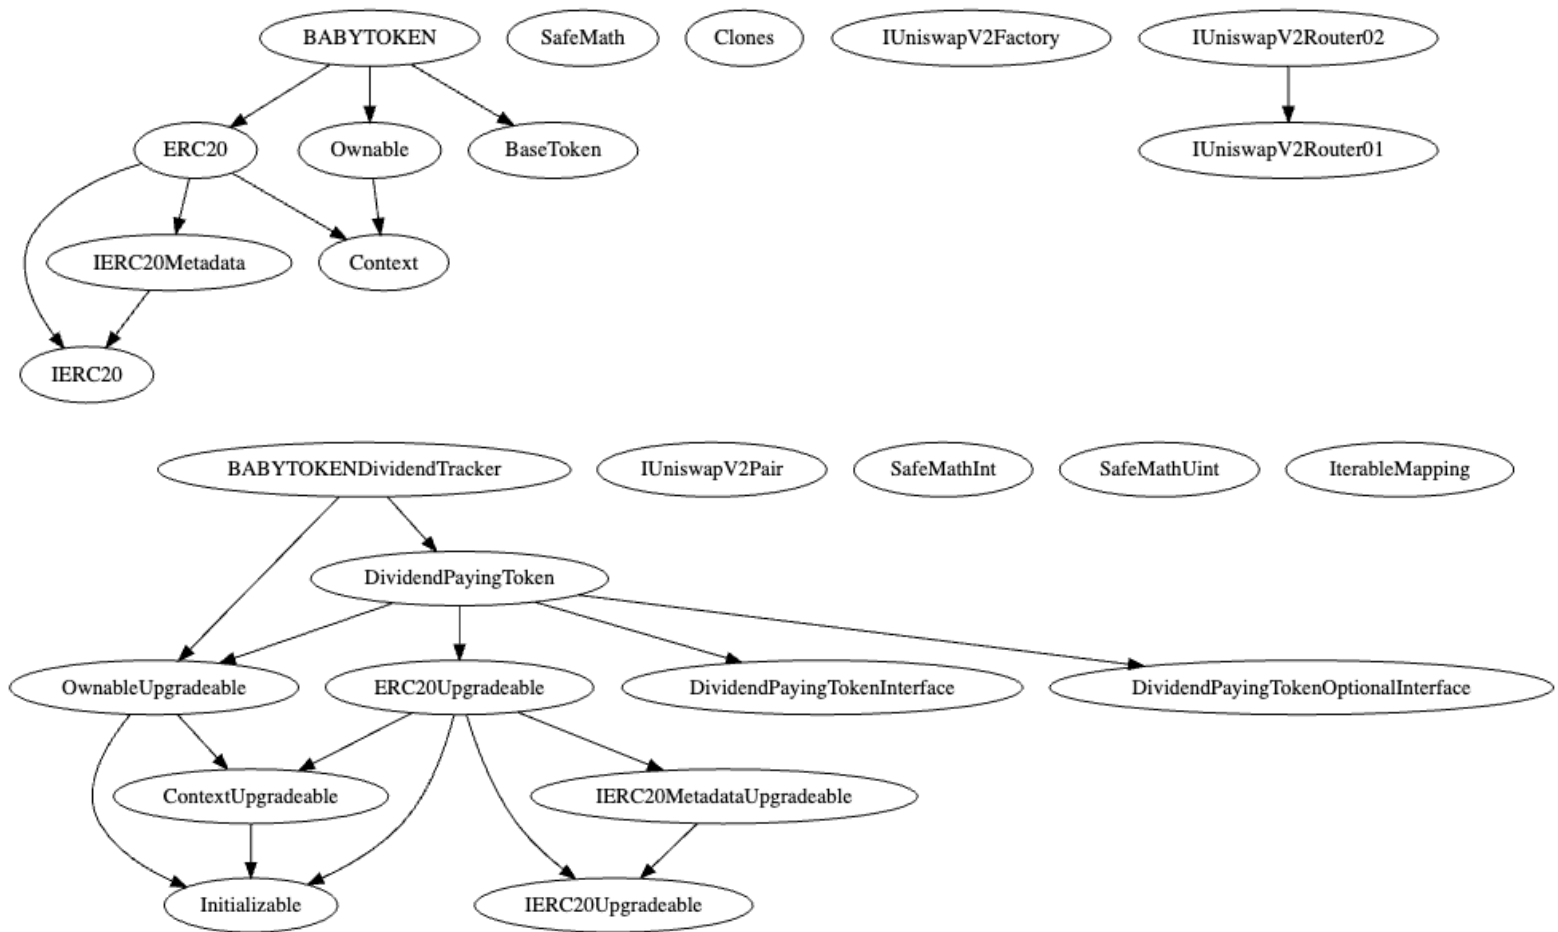 BABYTOKEN
SafeMath
Clones
IUniswapV2Factory
IUniswapV2Router02
ERC20
Ownable
BaseToken
IUniswapV2Router01
IERC20Metadata
Context
IERC20
BABYTOKENDividendTracker
IUniswapV2Pair
SafeMathInt
SafeMathUint
IterableMapping
DividendPayingToken
OwnableUpgradeable
ERC20Upgradeable
DividendPayingTokenInterface
DividendPayingTokenOptionalInterface
ContextUpgradeable
IERC20MetadataUpgradeable
Initializable
IERC20Upgradeable